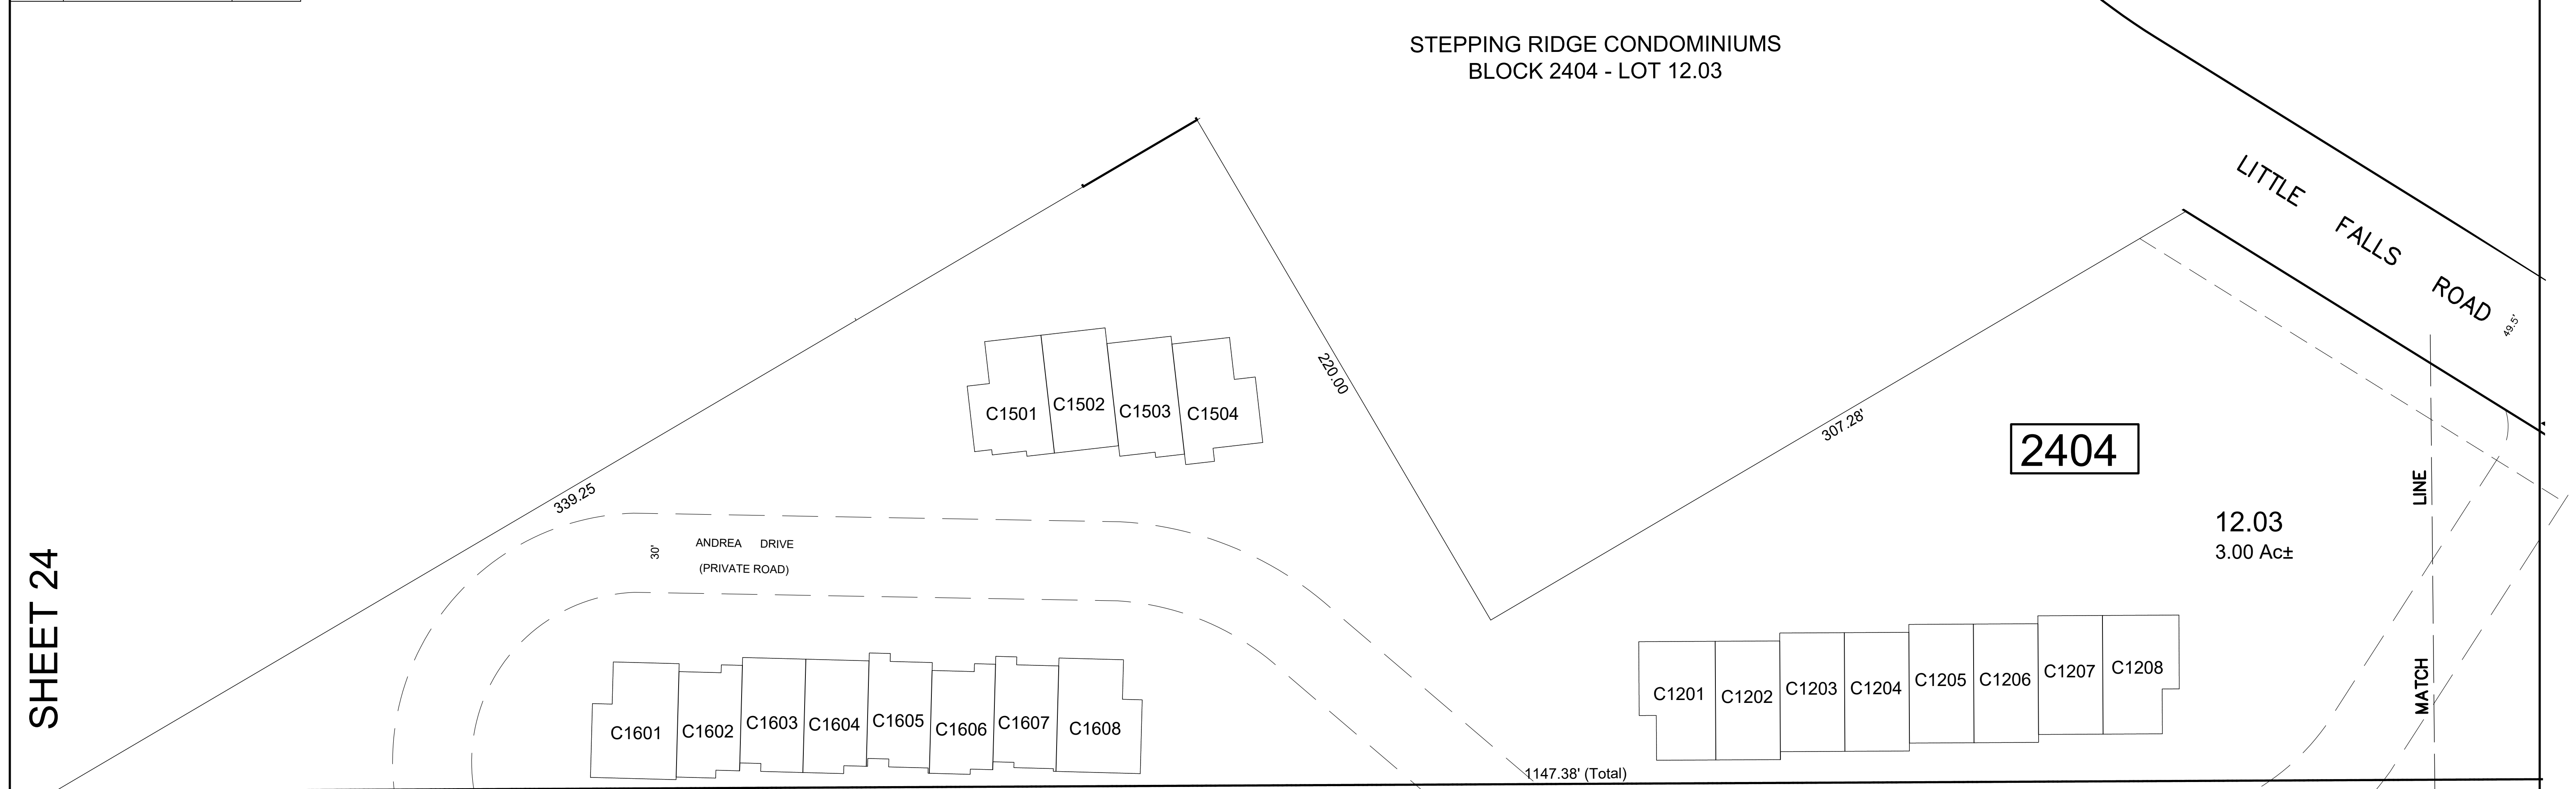 STEPPING RIDGE CONDOMINIUMS
BLOCK 2404 - LOT 12.03
LITTLE FALLS ROAD
49.5'
220.00
307.28'
339.25
2404
12.03
3.00 Ac±
MATCH LINE
SHEET 24
C1501 C1502 C1503 C1504
30'
ANDREA DRIVE
(PRIVATE ROAD)
C1601 C1602 C1603 C1604 C1605 C1606 C1607 C1608
C1201 C1202 C1203 C1204 C1205 C1206 C1207 C1208
1147.38' (Total)